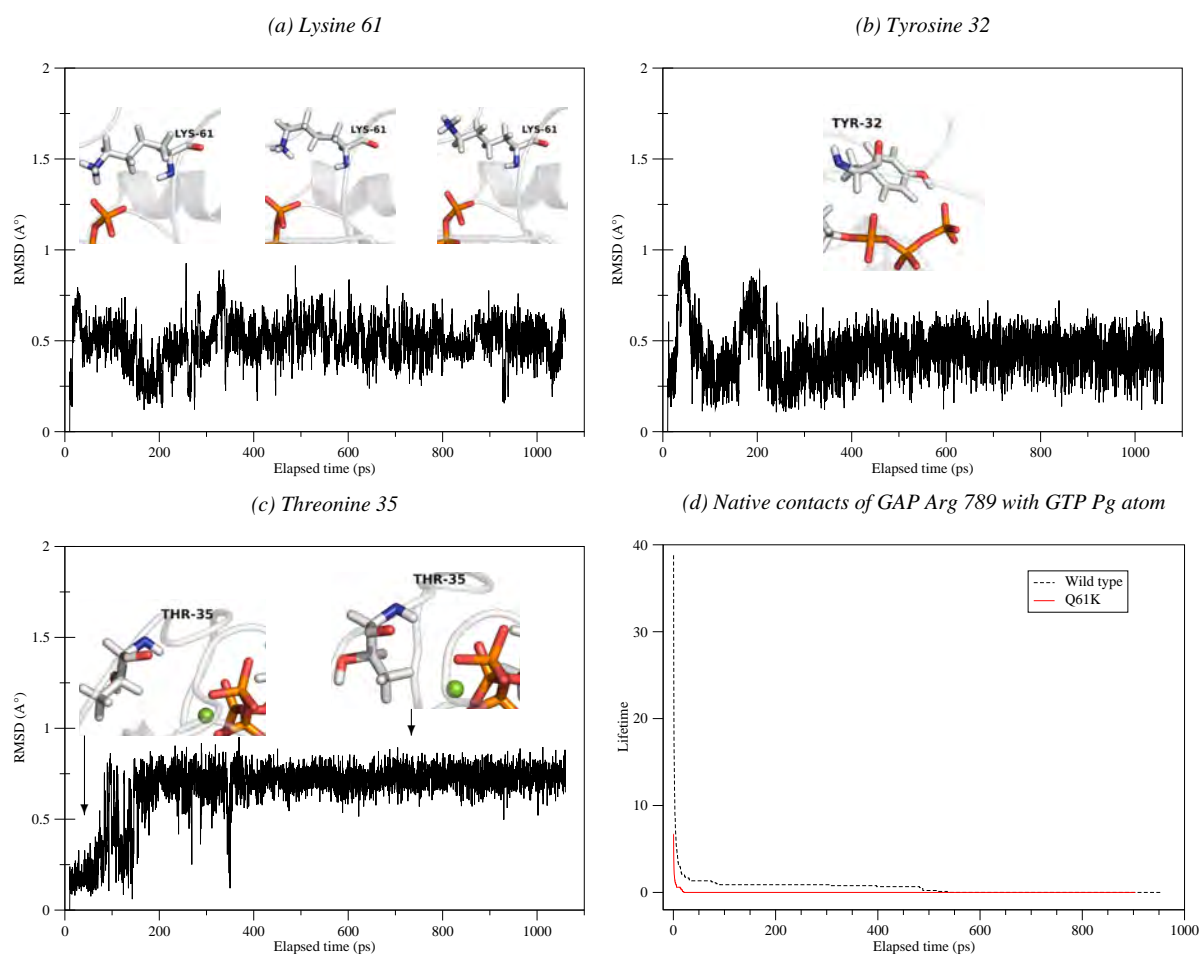 (a) Lysine 61
2
1.5
1
0.5
0
RMSD (A°)
LYS-61
LYS-61
LYS-61
0
200
400
600
800
1000
Elapsed time (ps)
(b) Tyrosine 32
2
1.5
1
0.5
0
RMSD (A°)
TYR-32
0
200
400
600
800
1000
Elapsed time (ps)
(c) Threonine 35
2
1.5
1
0.5
0
RMSD (A°)
THR-35
THR-35
0
200
400
600
800
1000
Elapsed time (ps)
(d) Native contacts of GAP Arg 789 with GTP Pg atom
40
30
20
10
0
Lifetime
Wild type
Q61K
0
200
400
600
800
1000
Elapsed time (ps)